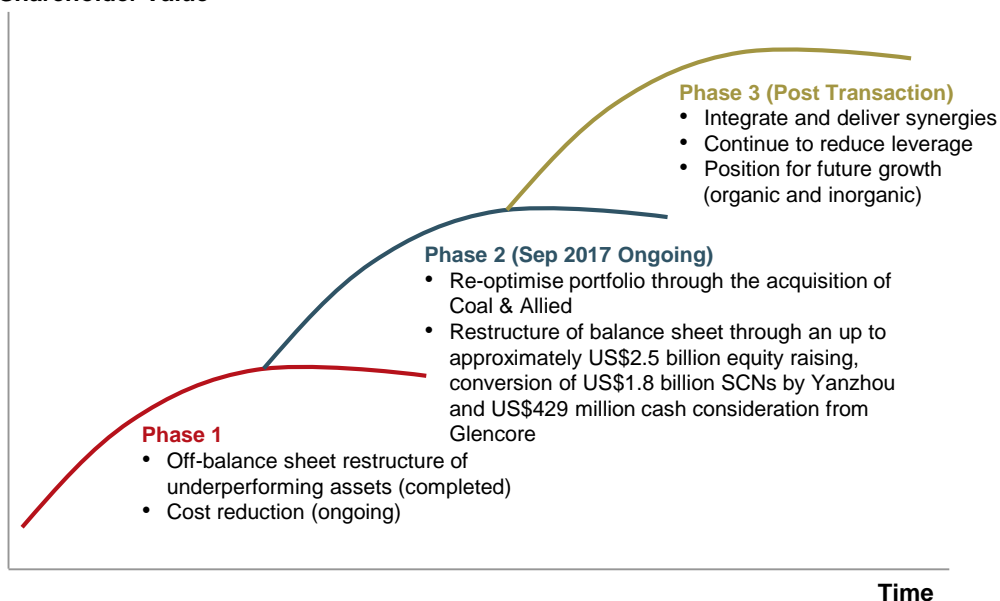 Shareholder Value
Phase 3 (Post Transaction)
• Integrate and deliver synergies
• Continue to reduce leverage
• Position for future growth
(organic and inorganic)
Phase 2 (Sep 2017 Ongoing)
• Re-optimise portfolio through the acquisition of
Coal & Allied
• Restructure of balance sheet through an up to
approximately US$2.5 billion equity raising,
conversion of US$1.8 billion SCNs by Yanzhou
and US$429 million cash consideration from
Glencore
Phase 1
• Off-balance sheet restructure of
underperforming assets (completed)
• Cost reduction (ongoing)
Time